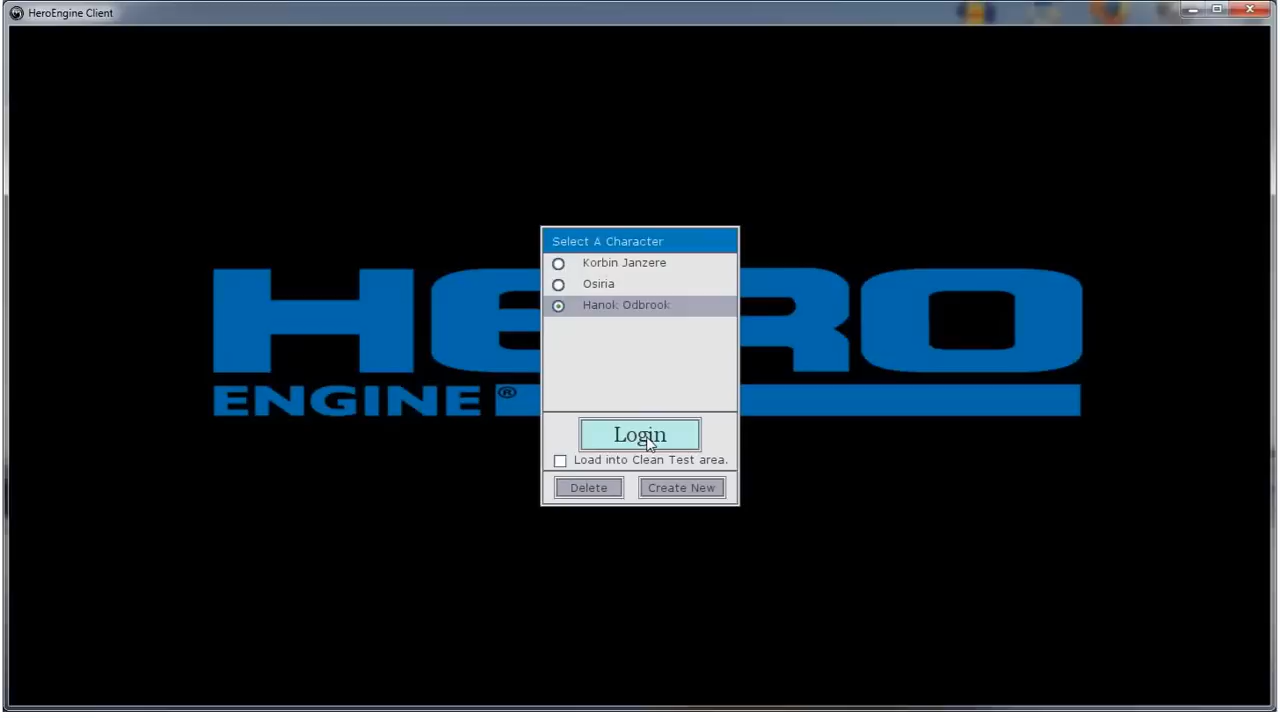 HeroEngine Client
Select A Character
Korbin Janzere
Osiria
Hanok Odbrook
HERO
ENGINE®
Login
Load into Clean Test area.
Delete
Create New